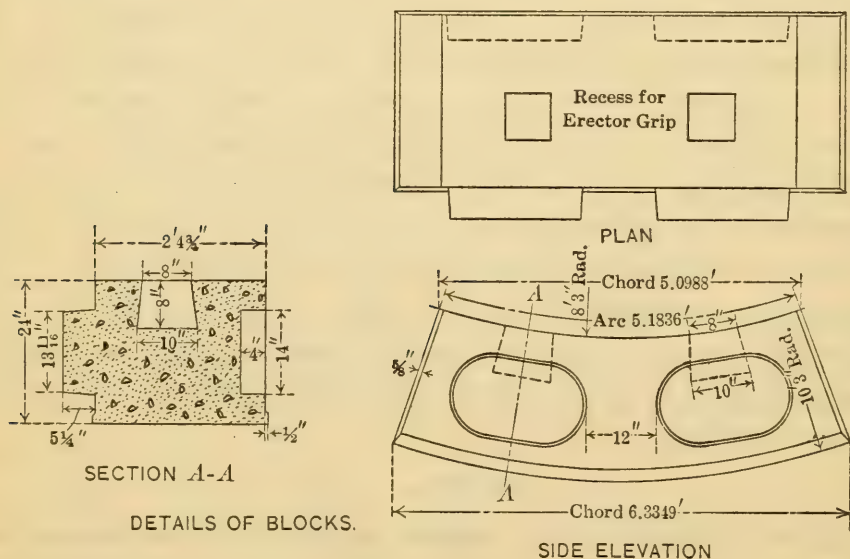 Recess for
Erector Grip
PLAN
2'4¾"
8"
8"
10"
24"
13 11/16"
4"
14"
5¼"
½"
SECTION A-A
DETAILS OF BLOCKS.
Chord 5.0988'
A
8'3" Rad.
Arc 5.1836'
8"
⅝"
10"
10'3" Rad.
12"
A
Chord 6.3349'
SIDE ELEVATION